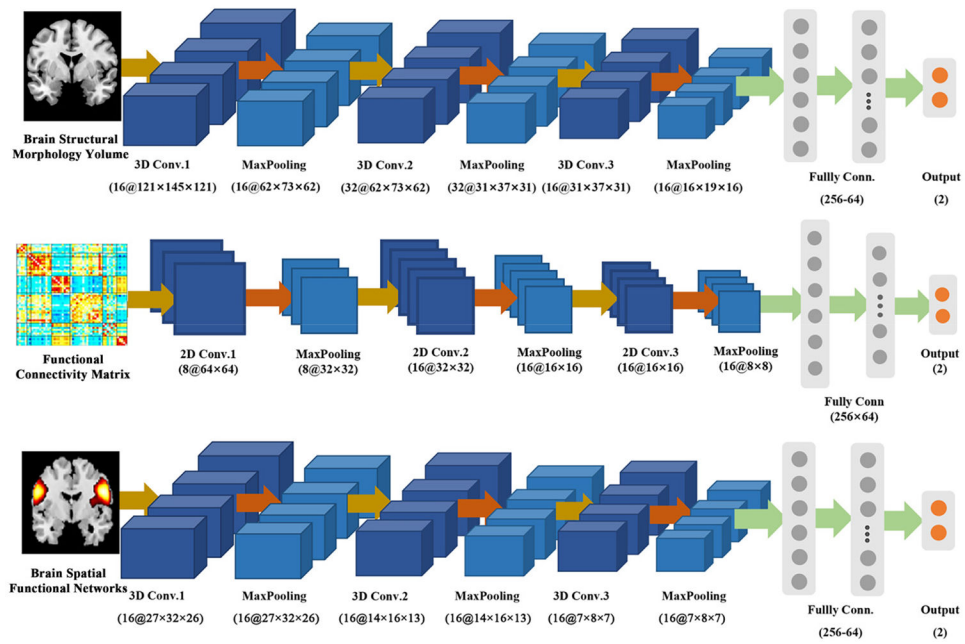 Brain Structural
Morphology Yolume
3D Conv.1
(16@121×145×121)
MaxPooling
(16@62×73×62)
3D Conv.2
(32@62×73×62)
MaxPooling
(32@31×37×31)
3D Conv.3
(16@31×37×31)
MaxPooling
(16@16×19×16)
Fullly Conn.
(256-64)
Output
(2)
Functional
Connectivity Matrix
2D Conv.1
(8@64×64)
MaxPooling
(8@32×32)
2D Conv.2
(16@32×32)
MaxPooling
(16@16×16)
2D Conv.3
(16@16×16)
MaxPooling
(16@8×8)
Fully Conn
(256×64)
Output
(2)
Brain Spatial
Functional Networks
3D Conv.1
(16@27×32×26)
MaxPooling
(16@27×32×26)
3D Conv.2
(16@14×16×13)
MaxPooling
(16@14×16×13)
3D Conv.3
(16@7×8×7)
MaxPooling
(16@7×8×7)
Fullly Conn.
(256-64)
Output
(2)